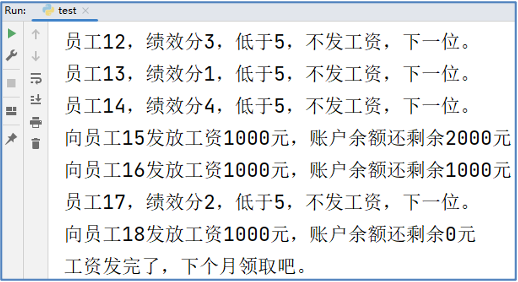 Run: test ×
员工12，绩效分3，低于5，不发工资，下一位。
员工13，绩效分1，低于5，不发工资，下一位。
员工14，绩效分4，低于5，不发工资，下一位。
向员工15发放工资1000元，账户余额还剩余2000元
向员工16发放工资1000元，账户余额还剩余1000元
员工17，绩效分2，低于5，不发工资，下一位。
向员工18发放工资1000元，账户余额还剩余0元
工资发完了，下个月领取吧。